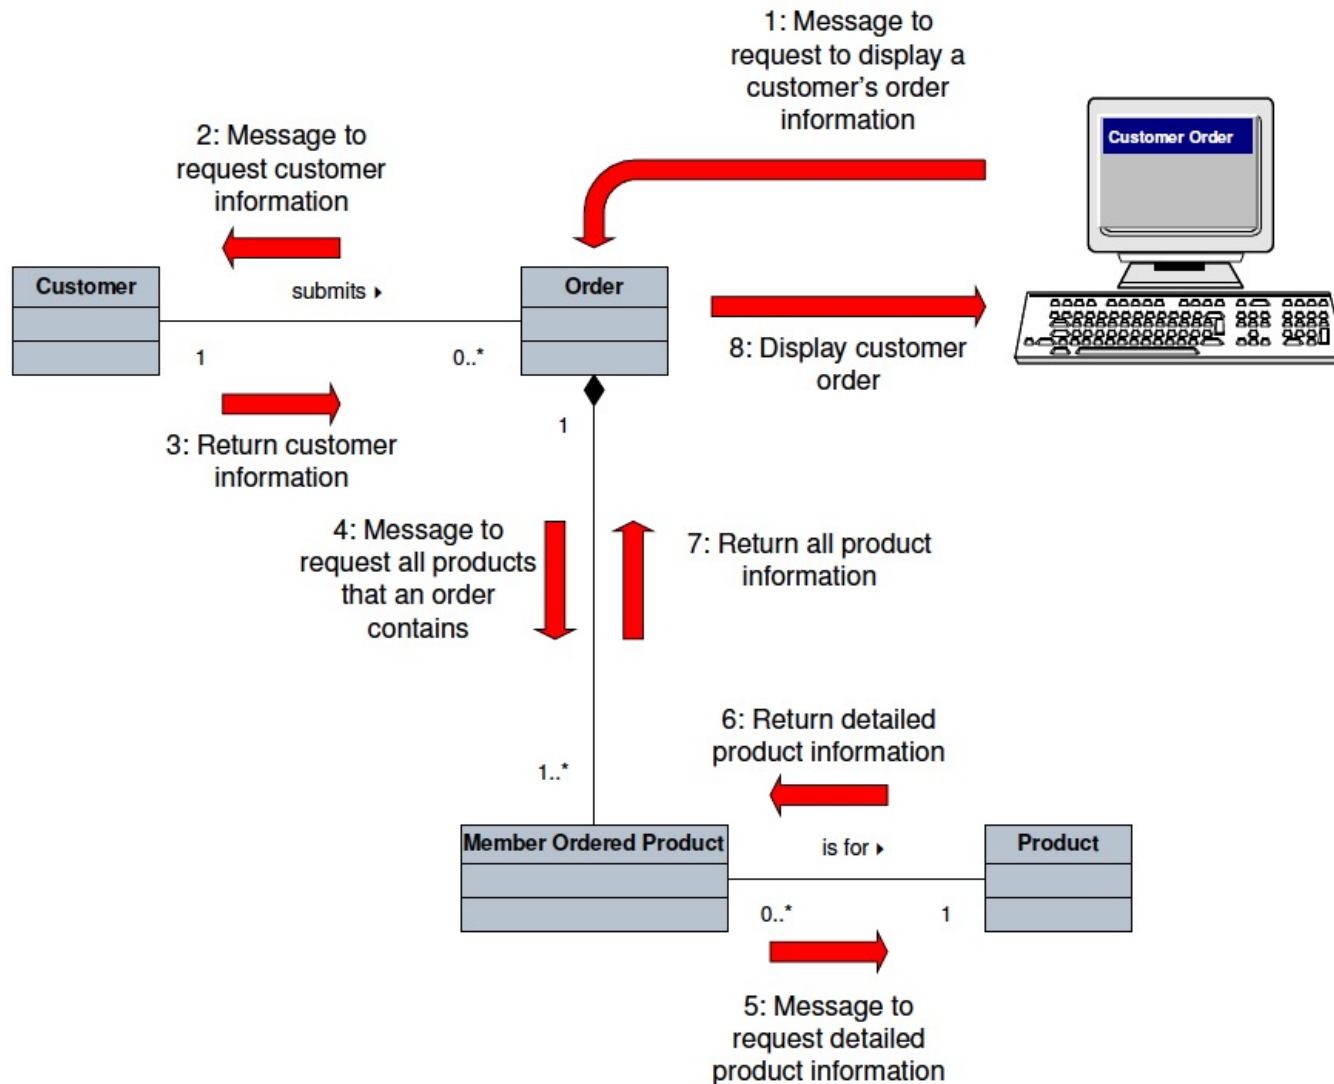 1: Message to
request to display a
customer's order
information
Customer Order
2: Message to
request customer
information
Customer
submits ▸
Order
1
0..*
8: Display customer
order
3: Return customer
information
1
4: Message to
request all products
that an order
contains
7: Return all product
information
6: Return detailed
product information
1..*
Member Ordered Product
is for ▸
Product
0..*
1
5: Message to
request detailed
product information